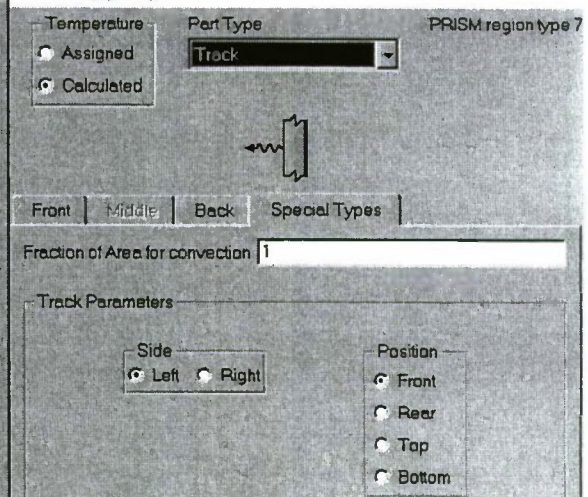 Temperature
Part Type
PRISM region type 7
Assigned
Track
Calculated
Front
Middle
Back
Special Types
Fraction of Area for convection 1
Track Parameters
Side
Position
Left
Right
Front
Rear
Top
Bottom